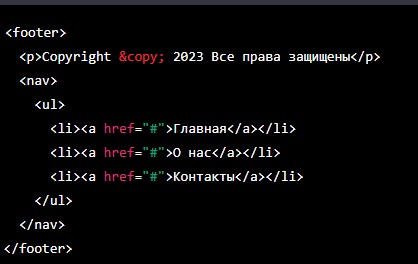 <footer>
  <p>Copyright &copy; 2023 Все права защищены</p>
  <nav>
    <ul>
      <li><a href="#">Главная</a></li>
      <li><a href="#">О нас</a></li>
      <li><a href="#">Контакты</a></li>
    </ul>
  </nav>
</footer>